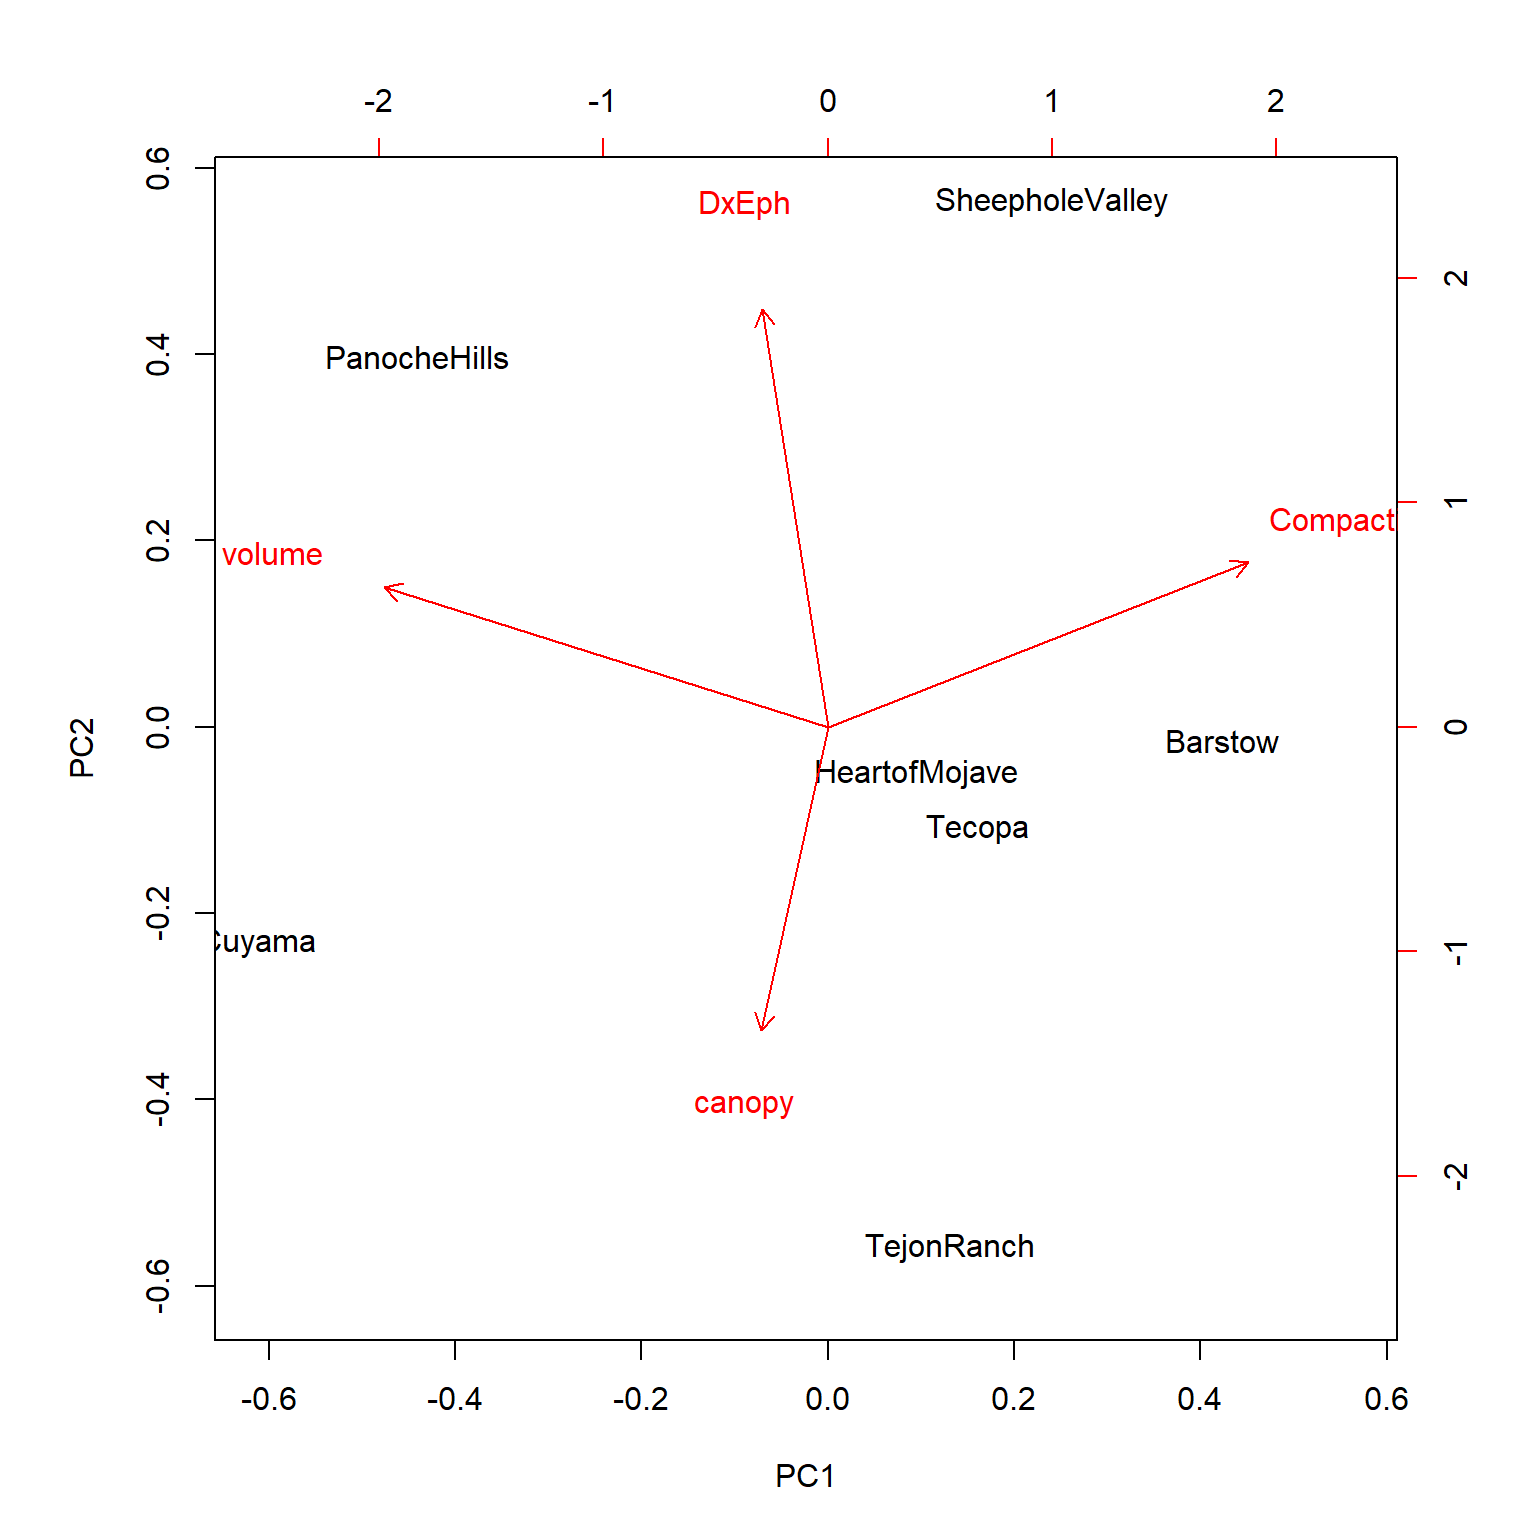 -2 -1 0 1 2
DxEph
SheepholeValley
PanocheHills
Compact
volume
Barstow
HeartofMojave
Tecopa
Cuyama
canopy
TejonRanch
0.6
0.4
0.2
0.0
-0.2
-0.4
-0.6
PC2
2
1
0
-1
-2
-0.6 -0.4 -0.2 0.0 0.2 0.4 0.6
PC1